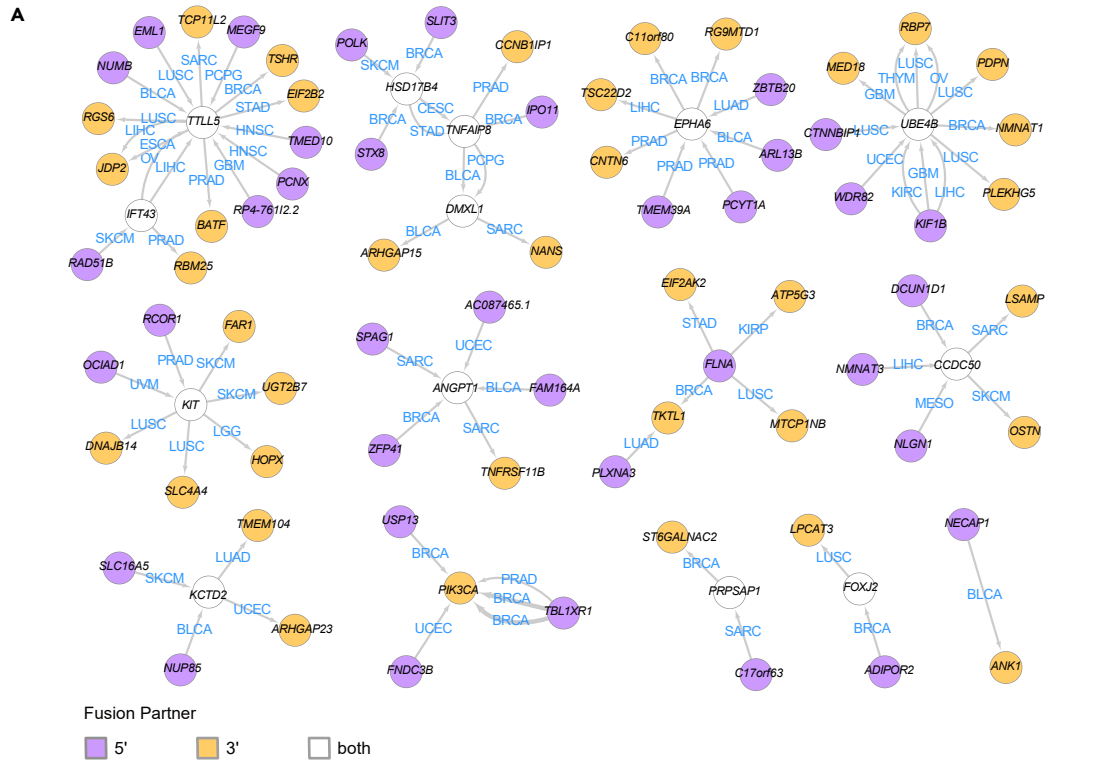 A
TCP11L2
EML1
MEGF9
NUMB
TSHR
SARC
LUSC
PCPG
BRCA
BLCA
STAD
EIF2B2
RGS6
LUSC
TTLL5
LIHC
HNSC
TMED10
ESCA
OV
HNSC
JDP2
LIHC
GBM
PRAD
PCNX
RP4-761I2.2
IFT43
BATF
SKCM
PRAD
RAD51B
RBM25
SLIT3
POLK
CCNB1IP1
BRCA
SKCM
HSD17B4
PRAD
CESC
IPO11
BRCA
BRCA
STAD
TNFAIP8
STX8
PCPG
BLCA
DMXL1
BLCA
SARC
ARHGAP15
NANS
C11orf80
RG9MTD1
BRCA
BRCA
ZBTB20
TSC22D2
LIHC
LUAD
EPHA6
PRAD
BLCA
CNTN6
ARL13B
PRAD
PRAD
TMEM39A
PCYT1A
RBP7
MED18
PDPN
LUSC
THYM
OV
GBM
LUSC
CTNNBIP1
LUSC
UBE4B
BRCA
NMNAT1
UCEC
LUSC
GBM
WDR82
KIRC
LIHC
PLEKHG5
KIF1B
RCOR1
FAR1
OCIAD1
PRAD
SKCM
UVM
UGT2B7
SKCM
KIT
LUSC
LGG
DNAJB14
LUSC
HOPX
SLC4A4
AC087465.1
SPAG1
UCEC
SARC
ANGPT1
BLCA
FAM164A
BRCA
SARC
ZFP41
TNFRSF11B
EIF2AK2
ATP5G3
STAD
KIRP
FLNA
BRCA
LUSC
TKTL1
MTCP1NB
LUAD
PLXNA3
DCUN1D1
LSAMP
BRCA
SARC
NMNAT3
LIHC
CCDC50
MESO
SKCM
NLGN1
OSTN
TMEM104
SLC16A5
LUAD
SKCM
KCTD2
UCEC
BLCA
ARHGAP23
NUP85
USP13
BRCA
PRAD
PIK3CA
BRCA
TBL1XR1
BRCA
UCEC
FNDC3B
ST6GALNAC2
BRCA
PRPSAP1
SARC
C17orf63
LPCAT3
LUSC
FOXJ2
BRCA
ADIPOR2
NECAP1
BLCA
ANK1
Fusion Partner
5'
3'
both